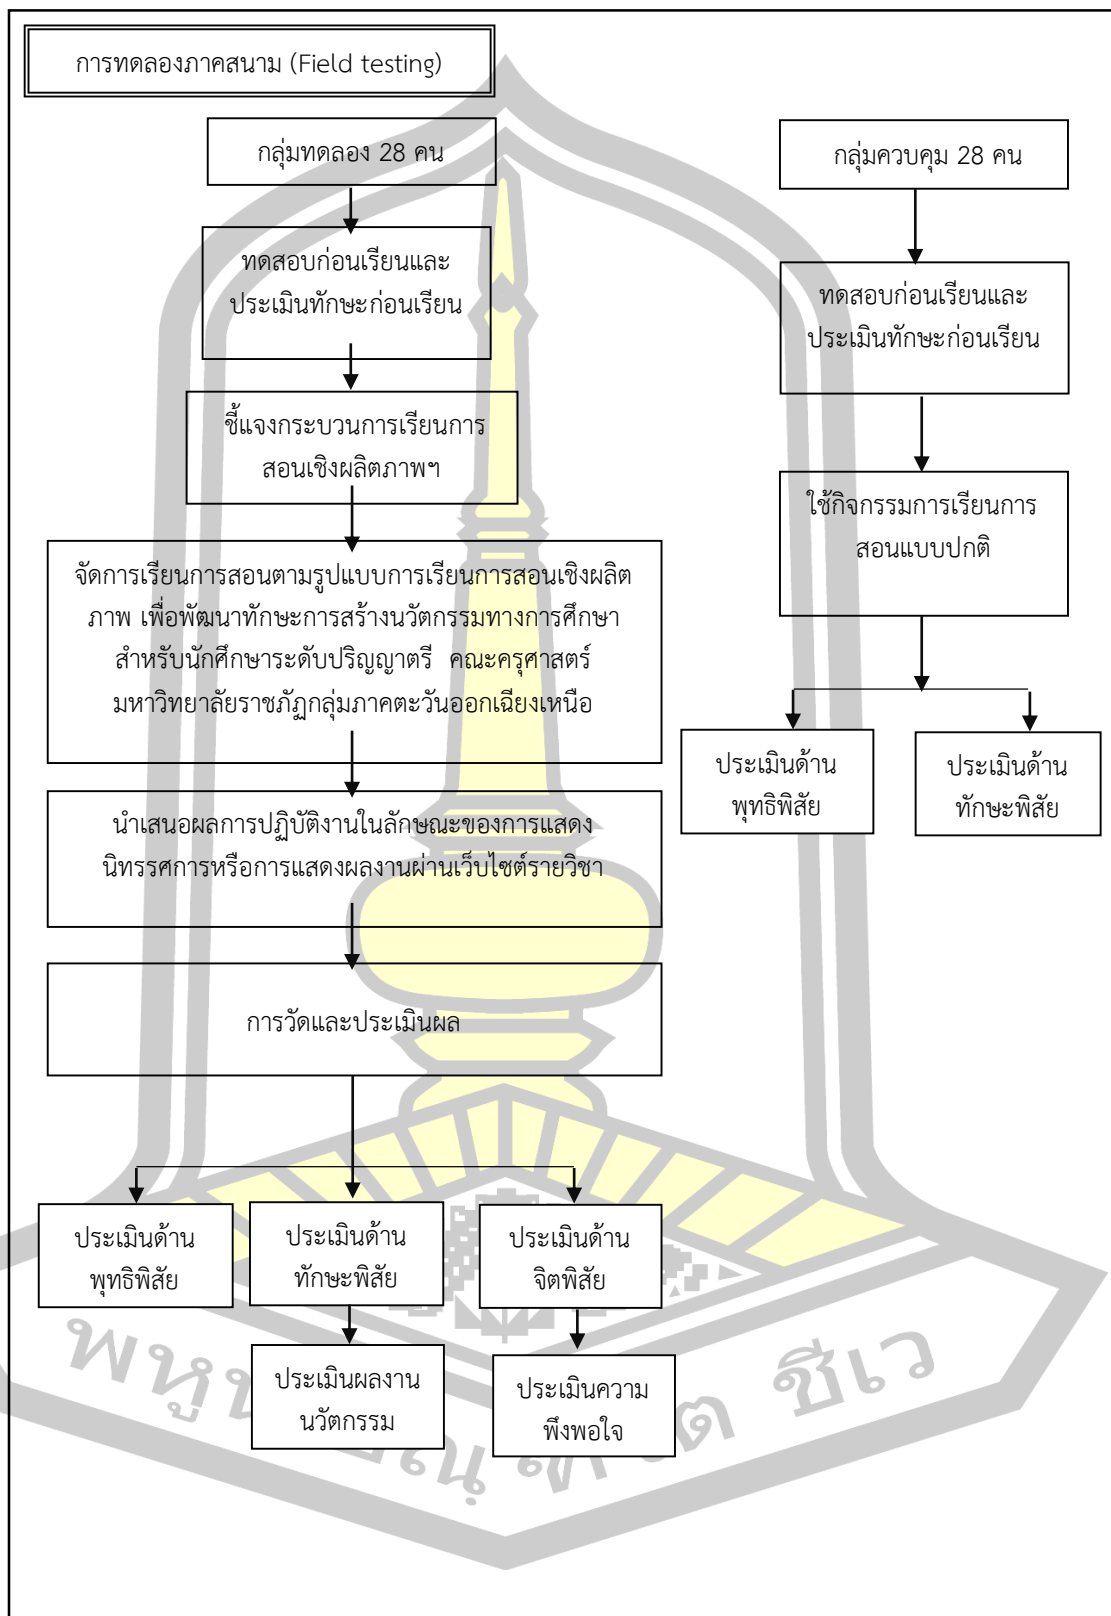 การทดลองภาคสนาม (Field testing)
กลุ่มทดลอง 28 คน
ทดสอบก่อนเรียนและ
ประเมินทักษะก่อนเรียน
ชี้แจงกระบวนการเรียนการ
สอนเชิงผลิตภาพฯ
จัดการเรียนการสอนตามรูปแบบการเรียนการสอนเชิงผลิต
ภาพ เพื่อพัฒนาทักษะการสร้างนวัตกรรมทางการศึกษา
สำหรับนักศึกษาระดับปริญญาตรี คณะครุศาสตร์
มหาวิทยาลัยราชภัฏกลุ่มภาคตะวันออกเฉียงเหนือ
นำเสนอผลการปฏิบัติงานในลักษณะของการแสดง
นิทรรศการหรือการแสดงผลงานผ่านเว็บไซต์รายวิชา
การวัดและประเมินผล
ประเมินด้าน
พุทธิพิสัย
ประเมินด้าน
ทักษะพิสัย
ประเมินด้าน
จิตพิสัย
ประเมินผลงาน
นวัตกรรม
ประเมินความ
พึงพอใจ
กลุ่มควบคุม 28 คน
ทดสอบก่อนเรียนและ
ประเมินทักษะก่อนเรียน
ใช้กิจกรรมการเรียนการ
สอนแบบปกติ
ประเมินด้าน
พุทธิพิสัย
ประเมินด้าน
ทักษะพิสัย
ชีเว